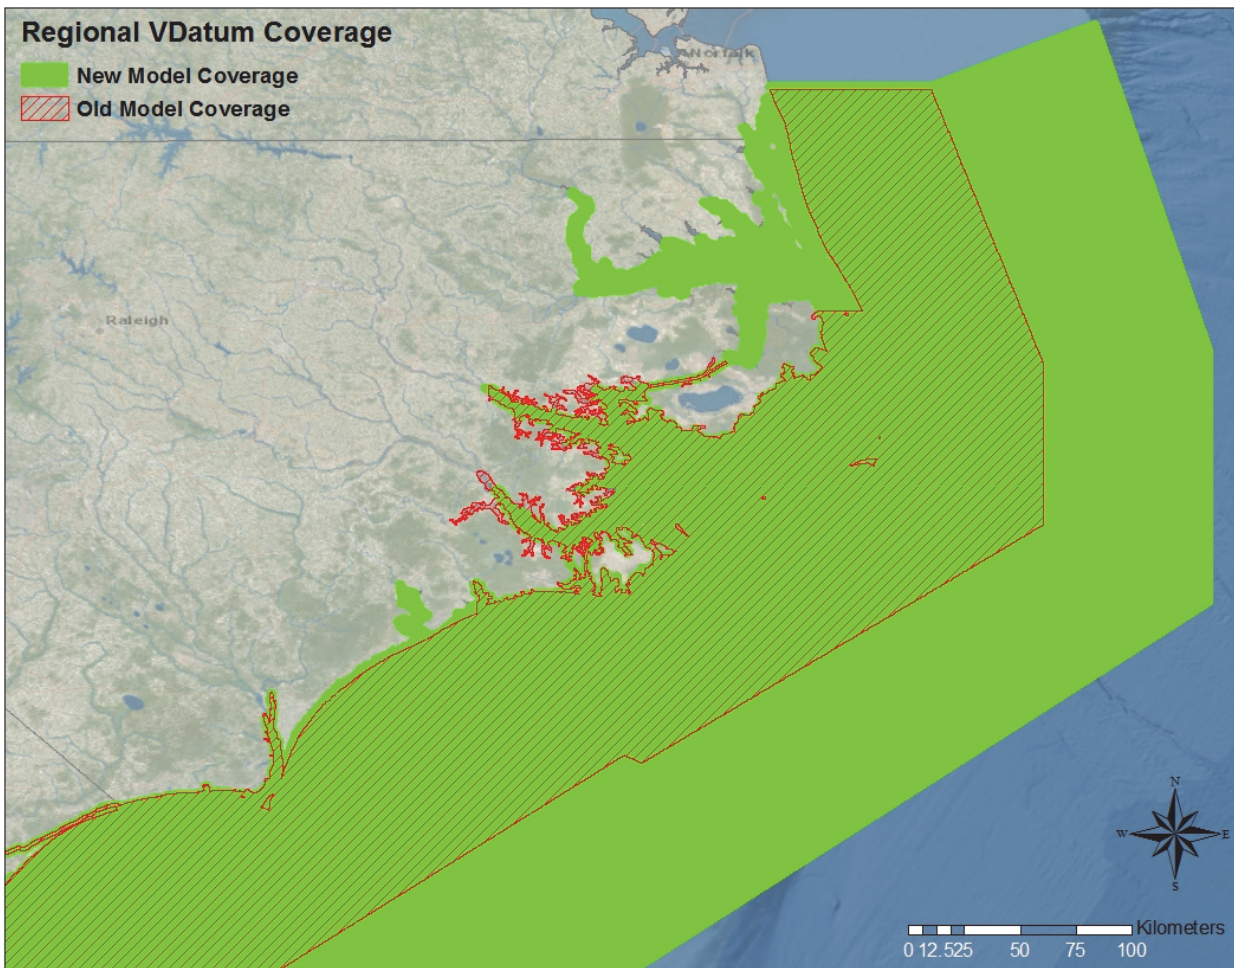 Regional VDatum Coverage
New Model Coverage
Old Model Coverage
Norfolk
Raleigh
N
W E
S
Kilometers
0 12.525 50 75 100